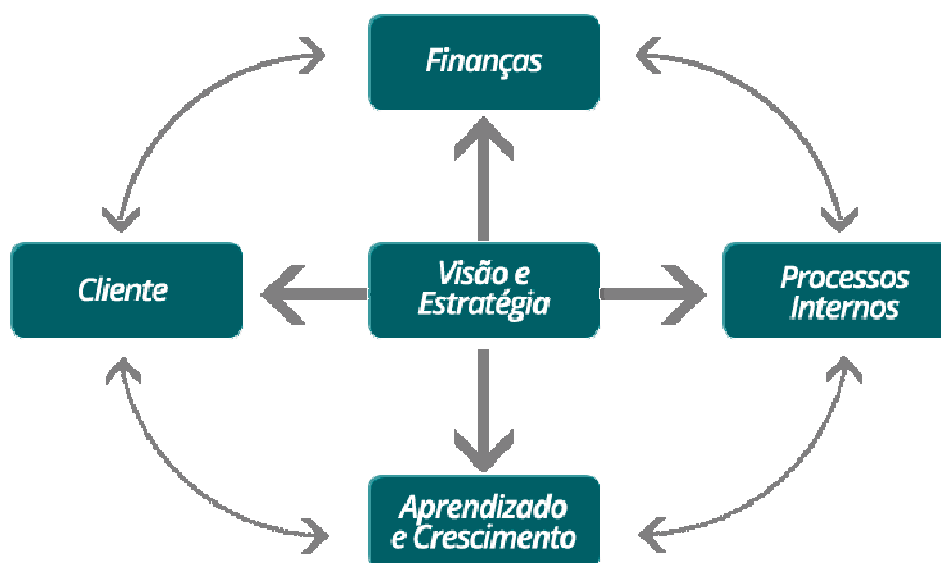 Finanças
Cliente
Visão e
Estratégia
Processos
Internos
Aprendizado
e Crescimento